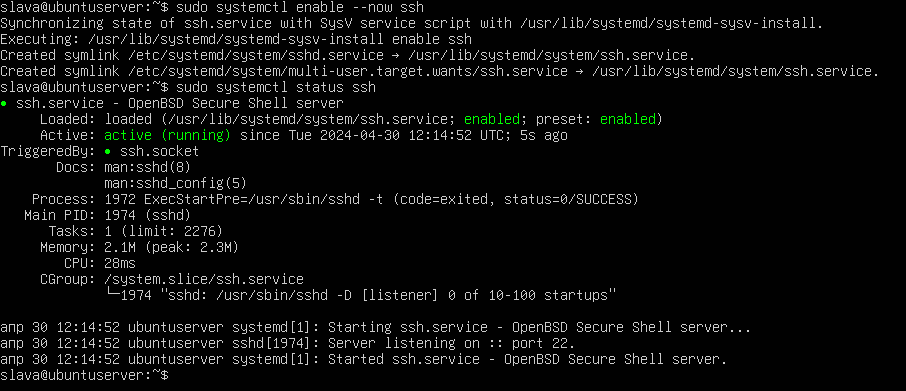 slava@ubuntuserver:~$ sudo systemctl enable --now ssh
Synchronizing state of ssh.service with SysV service script with /usr/lib/systemd/systemd-sysv-install.
Executing: /usr/lib/systemd/systemd-sysv-install enable ssh
Created symlink /etc/systemd/system/sshd.service → /usr/lib/systemd/system/ssh.service.
Created symlink /etc/systemd/system/multi-user.target.wants/ssh.service → /usr/lib/systemd/system/ssh.service.
slava@ubuntuserver:~$ sudo systemctl status ssh
● ssh.service - OpenBSD Secure Shell server
Loaded: loaded (/usr/lib/systemd/system/ssh.service; enabled; preset: enabled)
Active: active (running) since Tue 2024-04-30 12:14:52 UTC; 5s ago
TriggeredBy: ● ssh.socket
Docs: man:sshd(8)
man:sshd_config(5)
Process: 1972 ExecStartPre=/usr/sbin/sshd -t (code=exited, status=0/SUCCESS)
Main PID: 1974 (sshd)
Tasks: 1 (limit: 2276)
Memory: 2.1M (peak: 2.3M)
CPU: 28ms
CGroup: /system.slice/ssh.service
└─1974 "sshd: /usr/sbin/sshd -D [listener] 0 of 10-100 startups"
апр 30 12:14:52 ubuntuserver systemd[1]: Starting ssh.service - OpenBSD Secure Shell server...
апр 30 12:14:52 ubuntuserver sshd[1974]: Server listening on :: port 22.
апр 30 12:14:52 ubuntuserver systemd[1]: Started ssh.service - OpenBSD Secure Shell server.
slava@ubuntuserver:~$